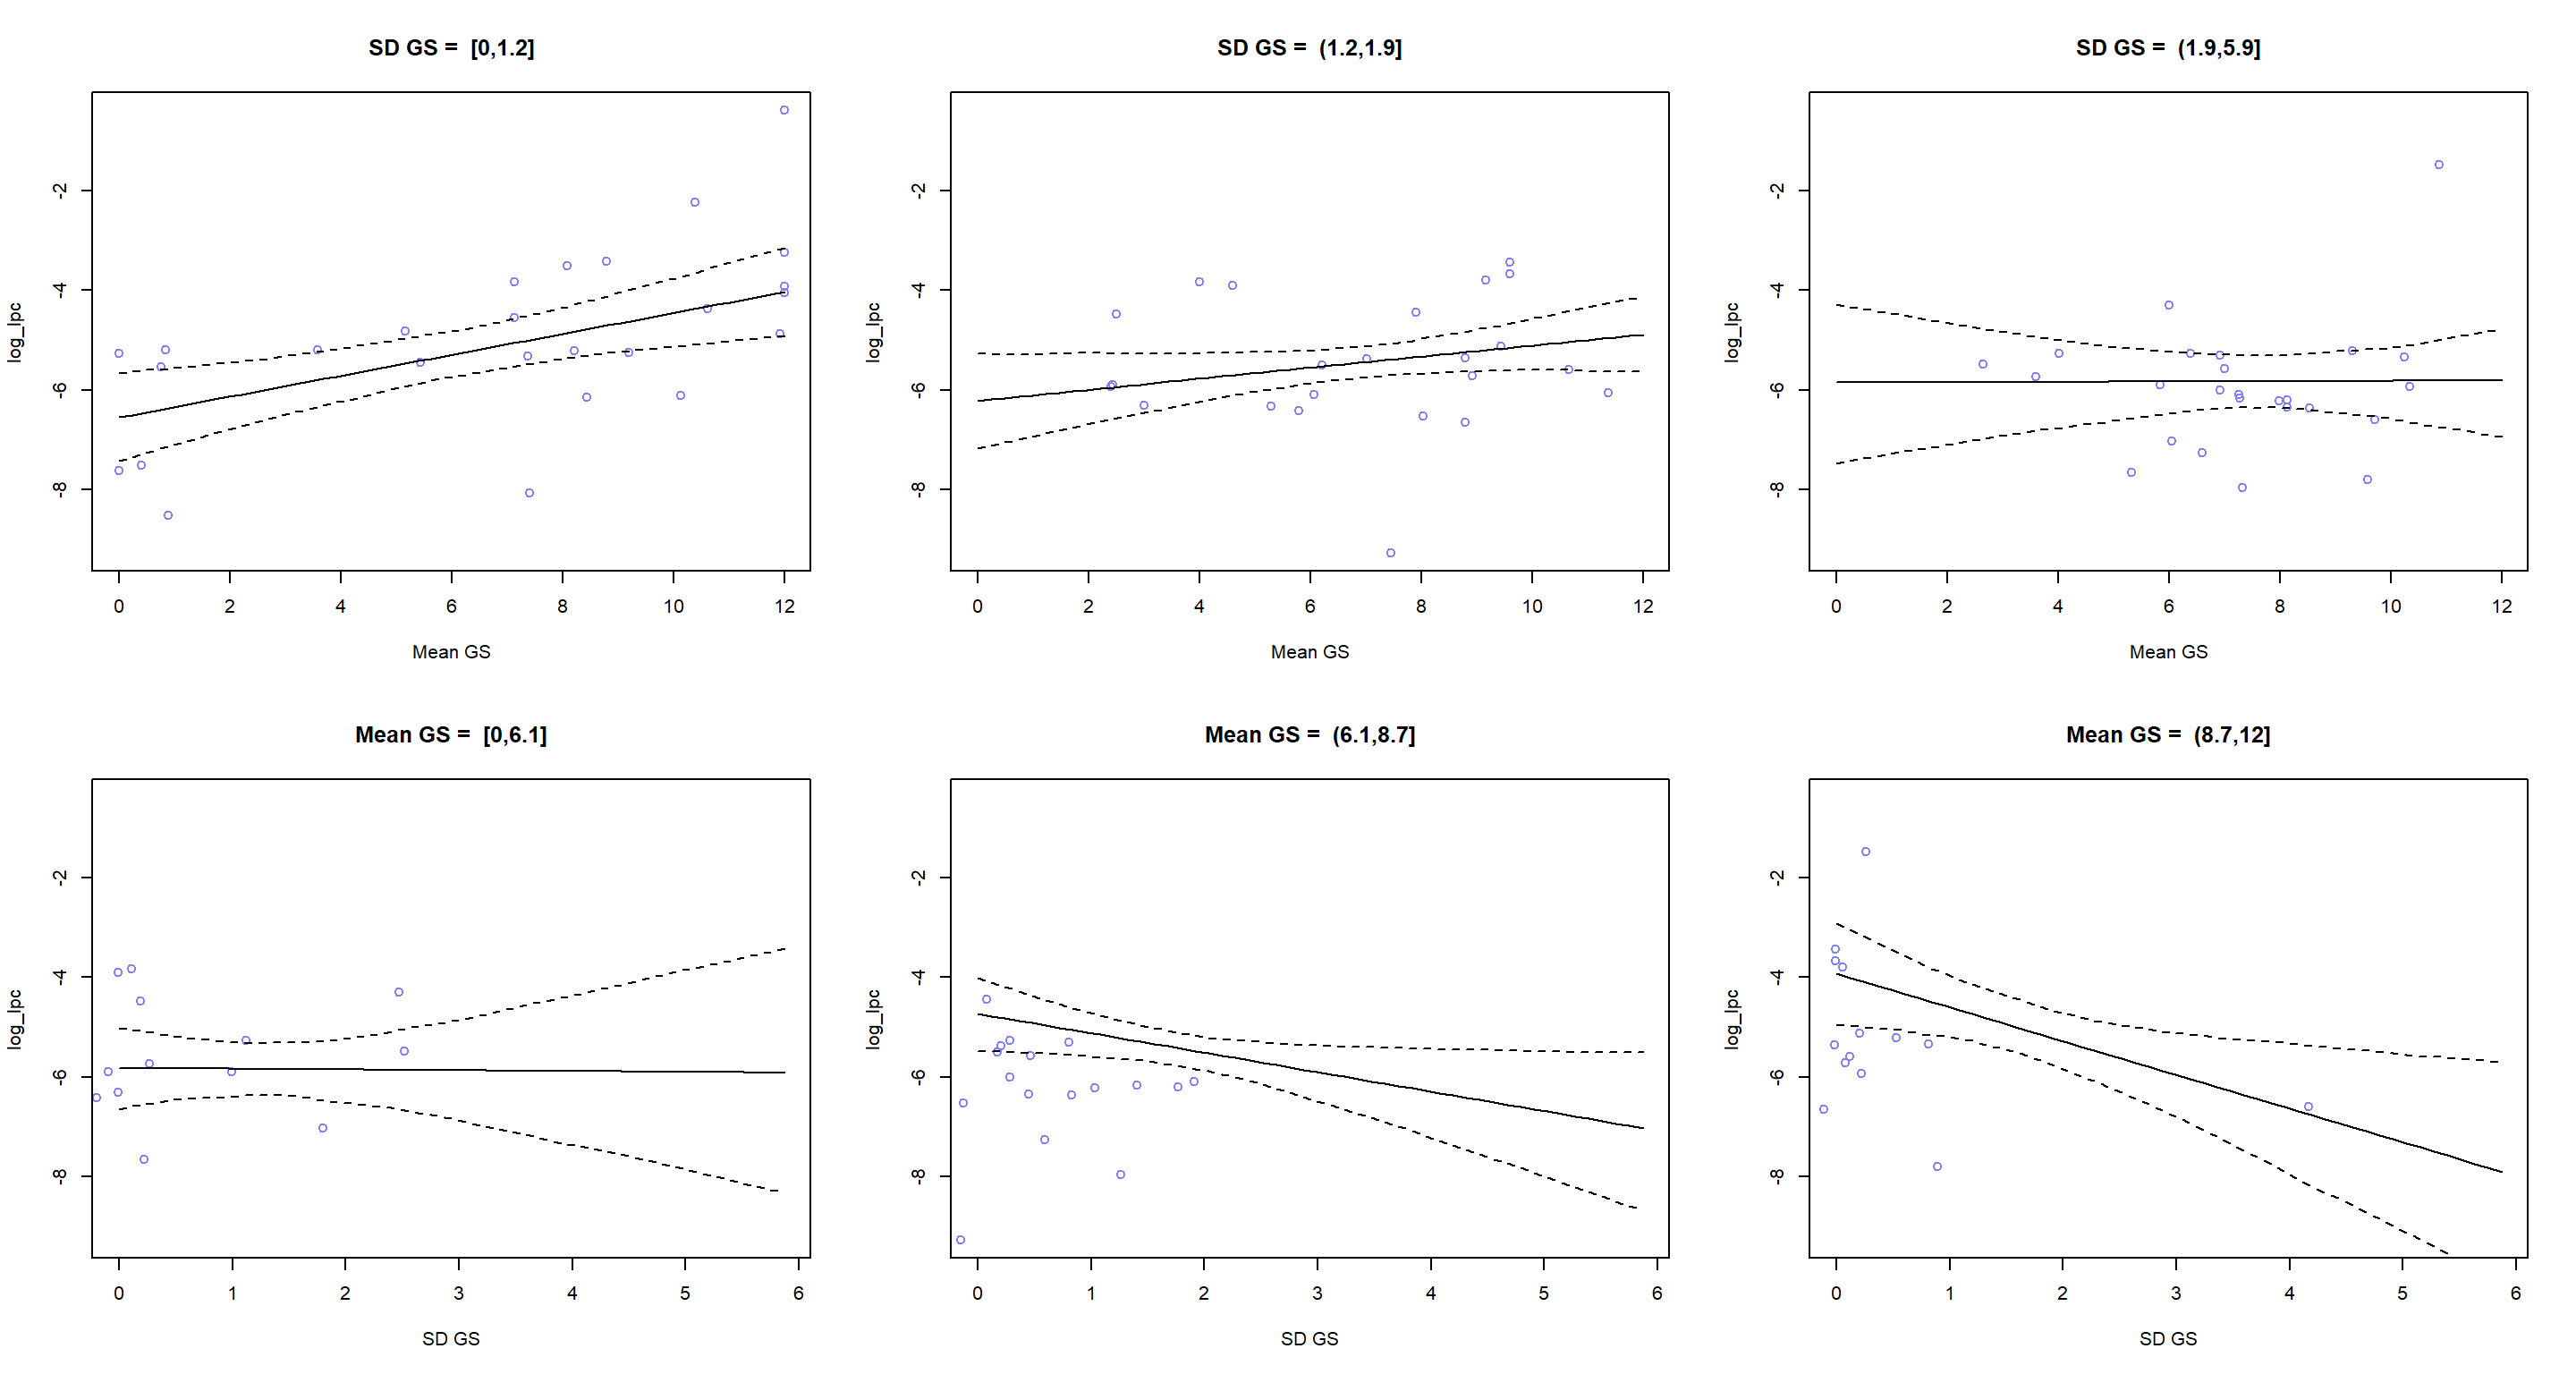 SD GS = [0,1.2]
SD GS = (1.2,1.9]
SD GS = (1.9,5.9]
log_lpc
-2
-4
-6
-8
0 2 4 6 8 10 12
Mean GS
log_lpc
-2
-4
-6
-8
0 2 4 6 8 10 12
Mean GS
log_lpc
-2
-4
-6
-8
0 2 4 6 8 10 12
Mean GS
Mean GS = [0,6.1]
Mean GS = (6.1,8.7]
Mean GS = (8.7,12]
log_lpc
-2
-4
-6
-8
0 1 2 3 4 5 6
SD GS
log_lpc
-2
-4
-6
-8
0 1 2 3 4 5 6
SD GS
log_lpc
-2
-4
-6
-8
0 1 2 3 4 5 6
SD GS